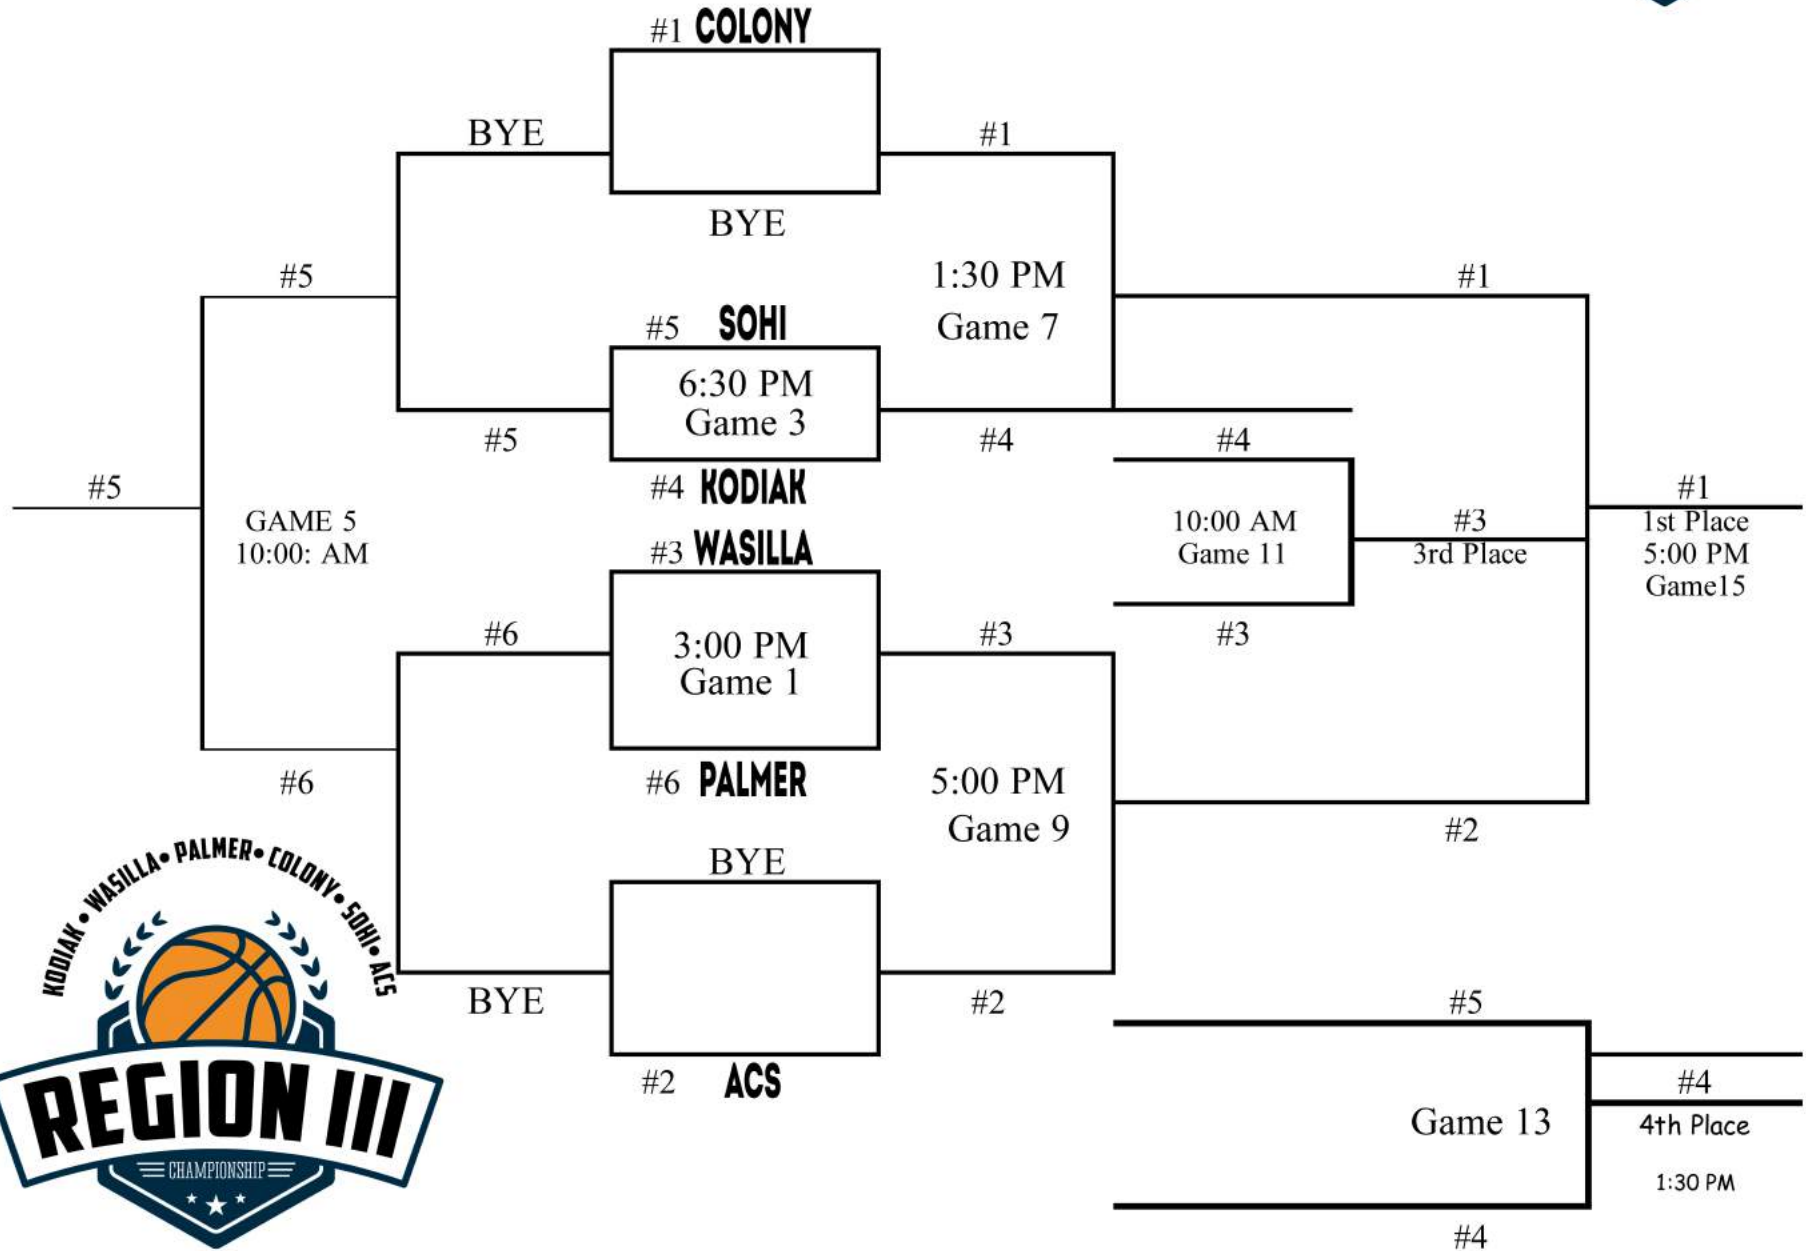 #1 COLONY
BYE
#1
BYE
#5
1:30 PM
Game 7
#1
#5 SOHI
6:30 PM
Game 3
#5
#4
#4
#4 KODIAK
#5
GAME 5
10:00: AM
#3 WASILLA
10:00 AM
Game 11
#3
3rd Place
#1
1st Place
5:00 PM
Game15
#6
3:00 PM
Game 1
#3
#3
#6
#6 PALMER
5:00 PM
Game 9
#2
BYE
BYE
#2
#2 ACS
#5
#4
4th Place
Game 13
1:30 PM
#4
KODIAK • WASILLA • PALMER • COLONY • SOHI • ACS
REGION III
CHAMPIONSHIP